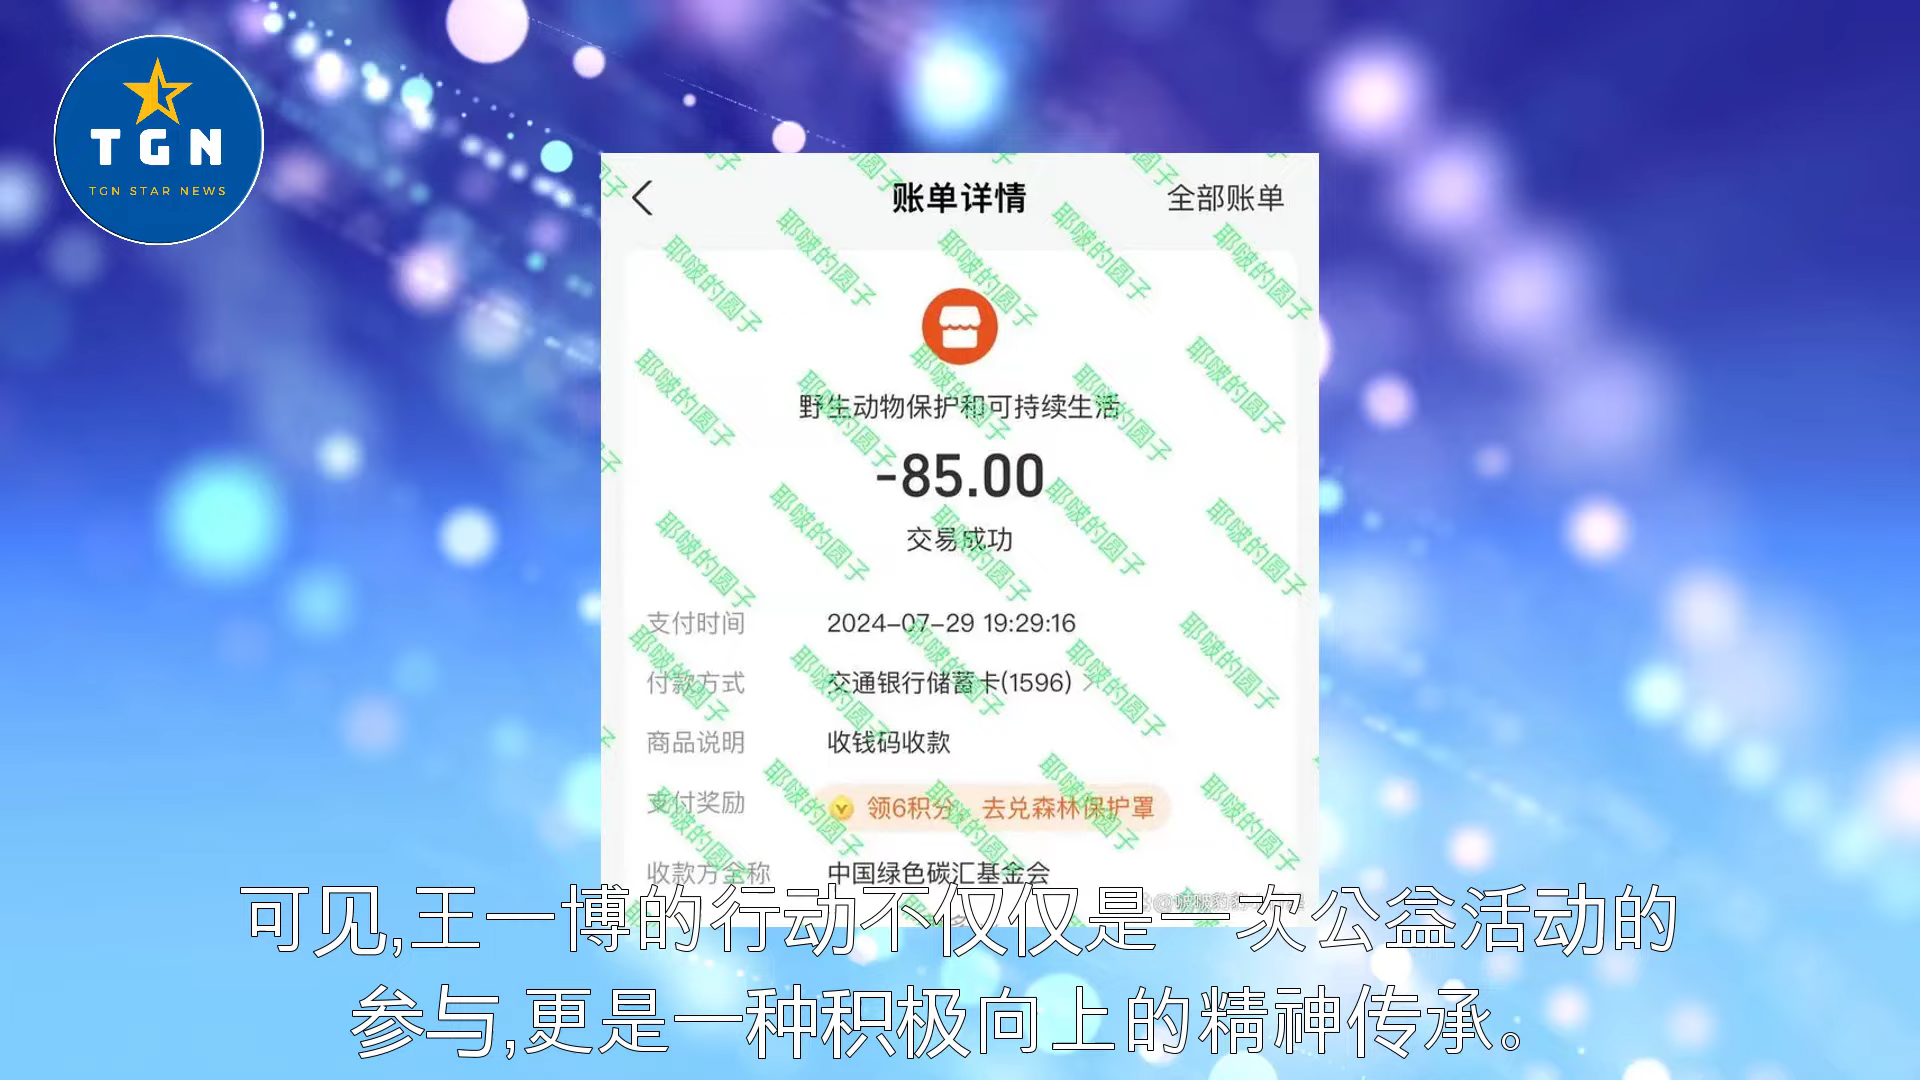 TGN
TGN STAR NEWS
账单详情
全部账单
野生动物保护和可持续生活
-85.00
交易成功
支付时间 2024-07-29 19:29:16
付款方式 交通银行储蓄卡(1596)
商品说明 收钱码收款
支付奖励 领6积分，去兑森林保护罩
收款方全称 中国绿色碳汇基金会
耶啵的圆子
可见,王一博的行动不仅仅是一次公益活动的
参与,更是一种积极向上的精神传承。